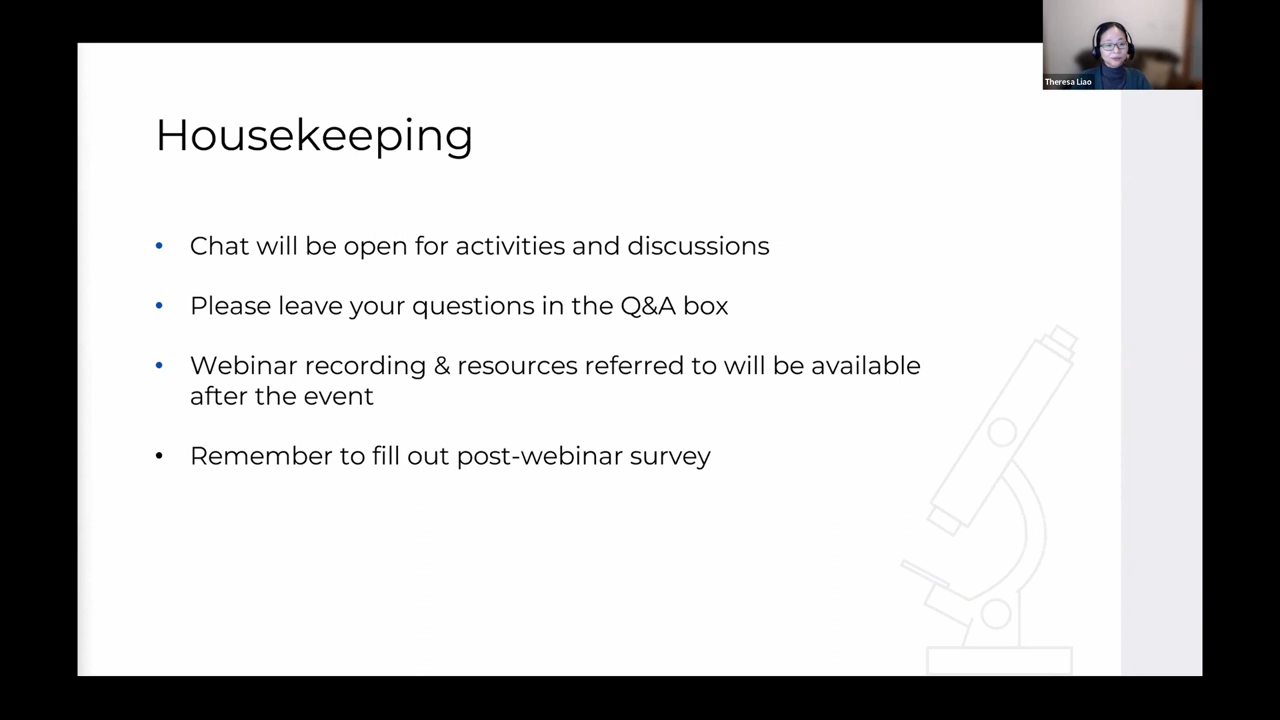 Theresa Liao
Housekeeping
• Chat will be open for activities and discussions
• Please leave your questions in the Q&A box
• Webinar recording & resources referred to will be available
after the event
• Remember to fill out post-webinar survey